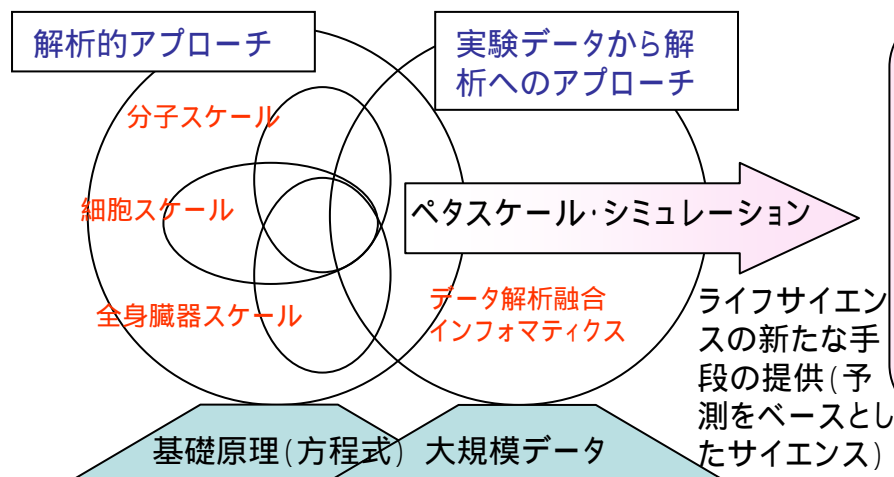 解析的アプローチ
実験データから解
析へのアプローチ
分子スケール
細胞スケール
ペタスケール・シミュレーション
全身臓器スケール
データ解析融合
インフォマティクス
ライフサイエン
スの新たな手
段の提供(予
測をベースとし
たサイエンス)
基礎原理(方程式)
大規模データ